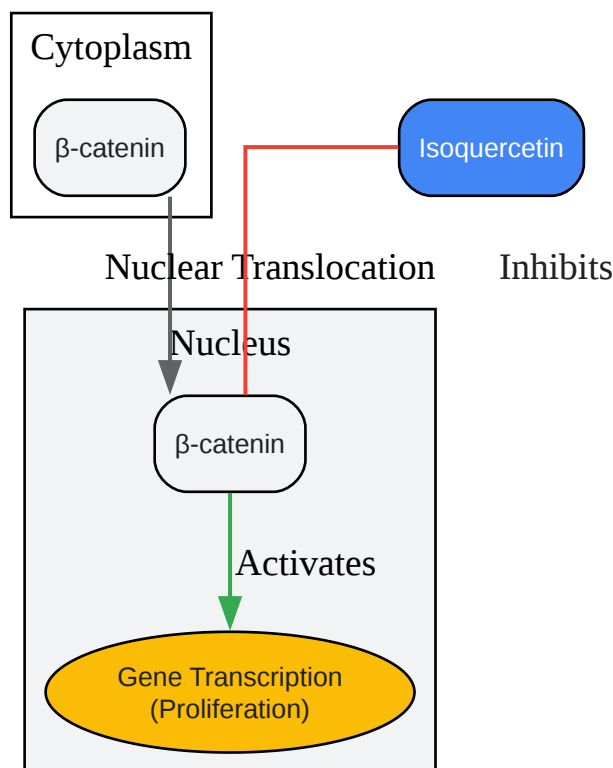 Cytoplasm
β-catenin
Isoquercetin
Nuclear Translocation
Inhibits
Nucleus
β-catenin
Activates
Gene Transcription
(Proliferation)